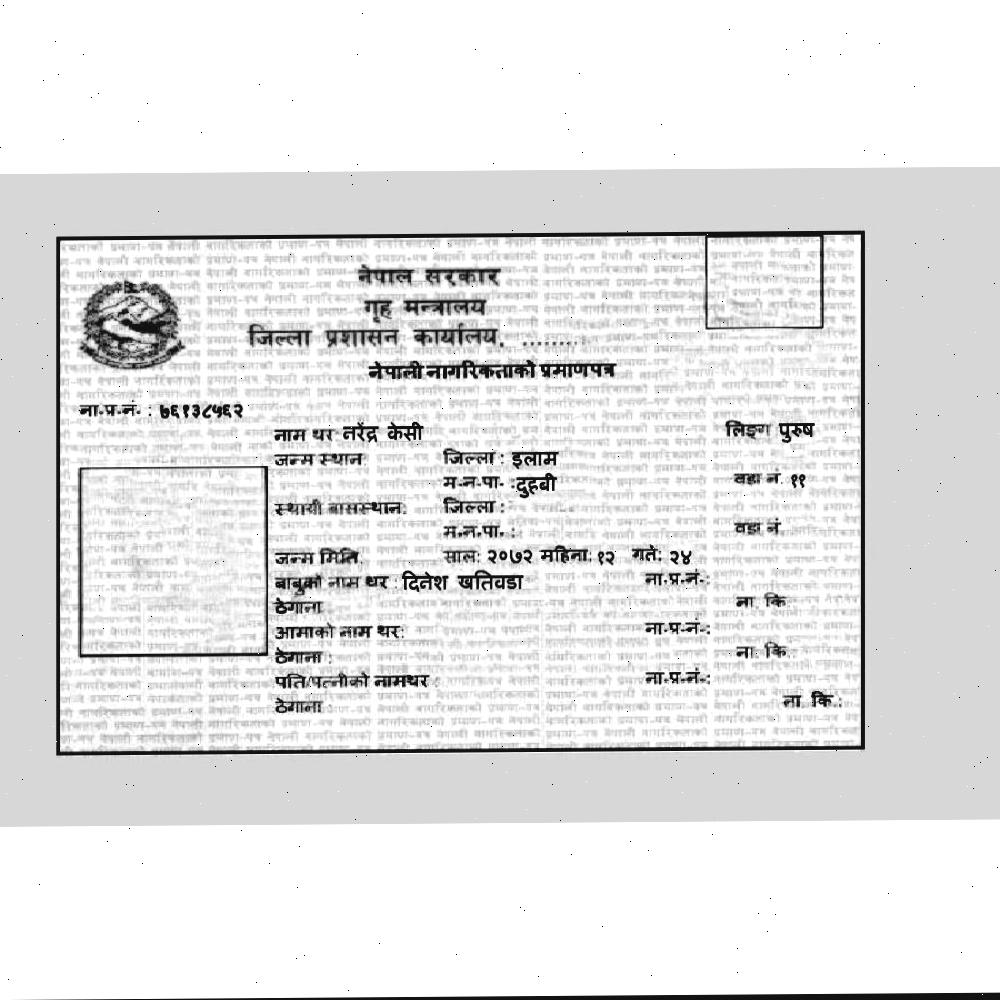 नेपाल सरकार
गृह मन्त्रालय
जिल्ला प्रशासन कार्यालय, ........
नेपाली नागरिकताको प्रमाणपत्र
ना.प्र.नं. : ७६१३८५६२
नाम थर: नरेंद्र केसी लिङ्ग पुरुष
जन्म स्थान: जिल्ला : इलाम
म.न.पा. : दुहबी वडा नं. ११
स्थायी बासस्थान: जिल्ला :
म.न.पा. : वडा नं
जन्म मिति: साल: २०७२ महिना: १२ गते: २४
बाबुको नाम थर : दिनेश खतिवडा ना.प्र.नं.:
ठेगाना ना. कि.:
आमाको नाम थर: ना.प्र.नं.:
ठेगाना : ना. कि.:
पति/पत्नीको नामथर : ना.प्र.नं.:
ठेगाना : ना. कि.: